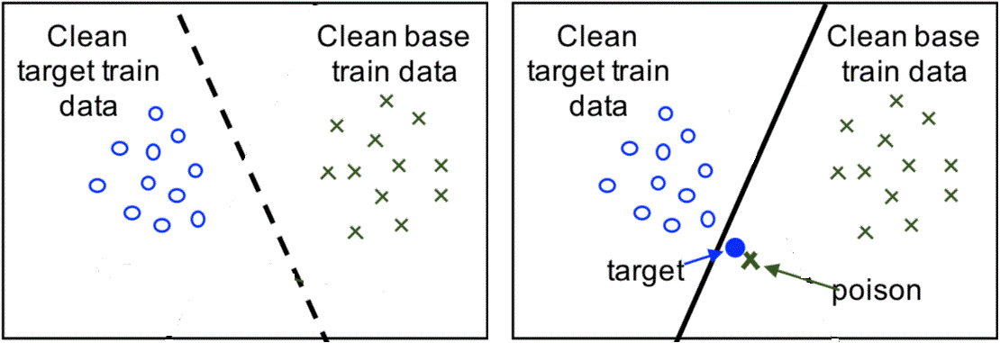 Clean
target train
data
Clean base
train data
Clean
target train
data
Clean base
train data
target
poison